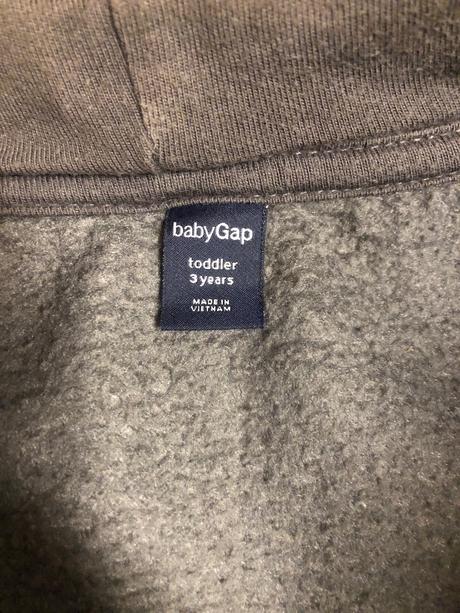 babyGap
toddler
3 years
MADE IN
VIETNAM